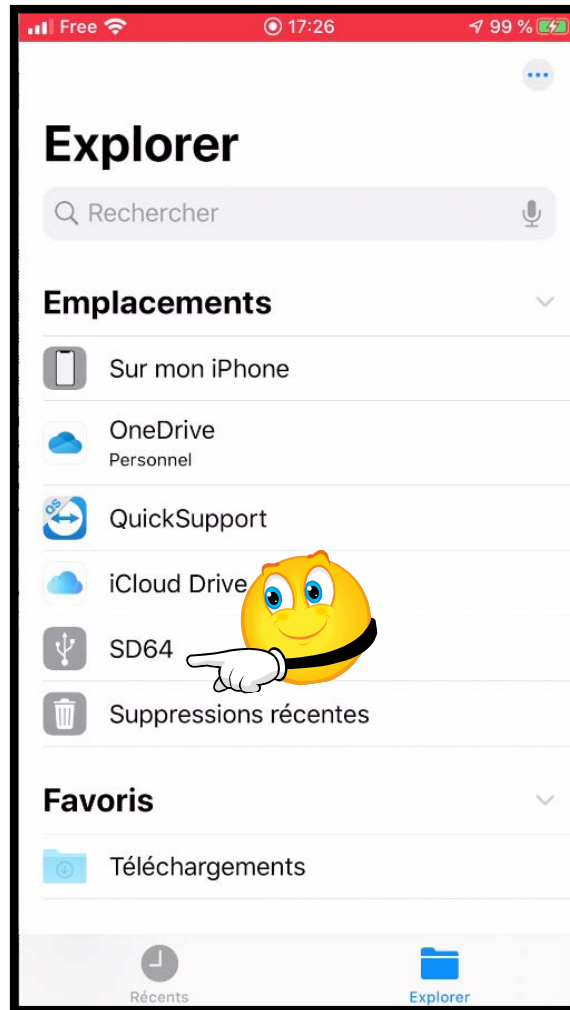 Free 17:26 99 %
Explorer
Rechercher
Emplacements
Sur mon iPhone
OneDrive
Personnel
QS
QuickSupport
iCloud Drive
SD64
Suppressions récentes
Favoris
Téléchargements
Récents Explorer